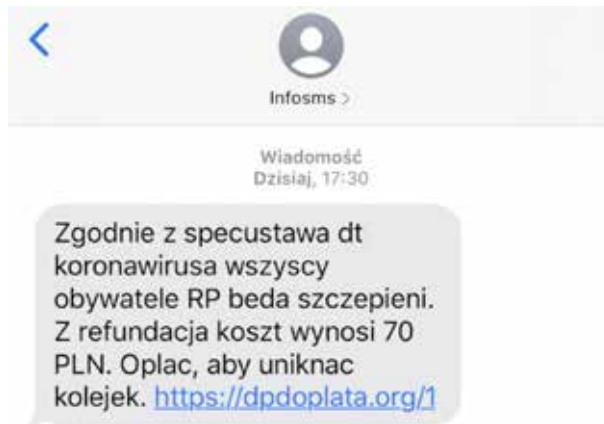 Infosms >
Wiadomość
Dzisiaj, 17:30
Zgodnie z specustawa dt
koronawirusa wszyscy
obywatele RP beda szczepieni.
Z refundacja koszt wynosi 70
PLN. Oplac, aby uniknac
kolejek. https://dpdoplata.org/1